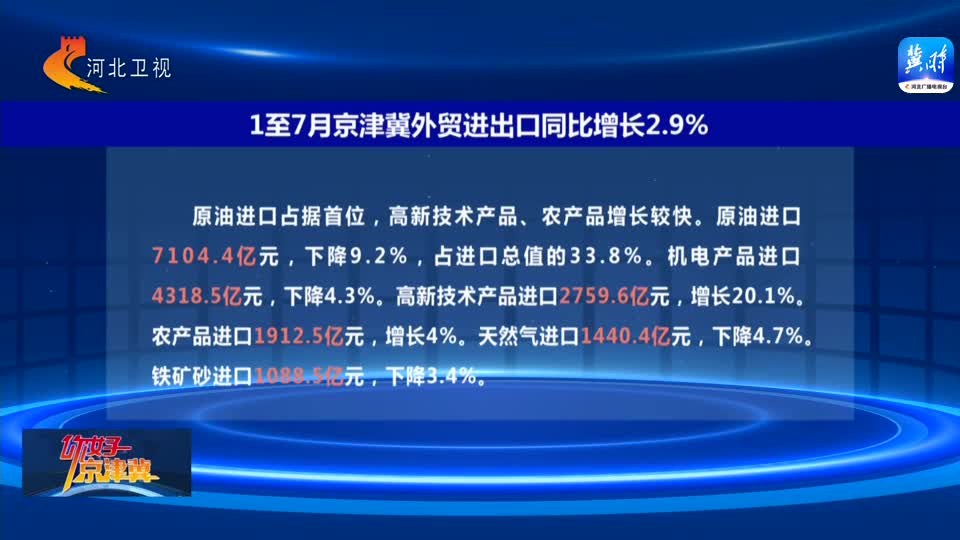 河北卫视
冀时
河北广播电视台
1至7月京津冀外贸进出口同比增长2.9%
原油进口占据首位，高新技术产品、农产品增长较快。原油进口
7104.4亿元，下降9.2%，占进口总值的33.8%。机电产品进口
4318.5亿元，下降4.3%。高新技术产品进口2759.6亿元，增长20.1%。
农产品进口1912.5亿元，增长4%。天然气进口1440.4亿元，下降4.7%。
铁矿砂进口1088.5亿元，下降3.4%。
你好
京津冀